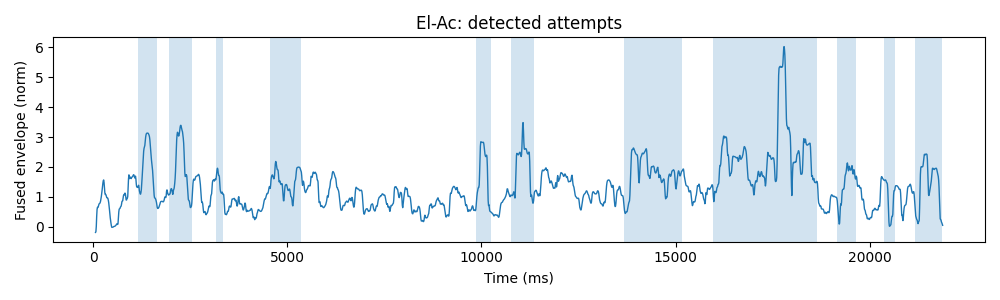 El-Ac: detected attempts
Fused envelope (norm)
6
5
4
3
2
1
0
0 5000 10000 15000 20000
Time (ms)